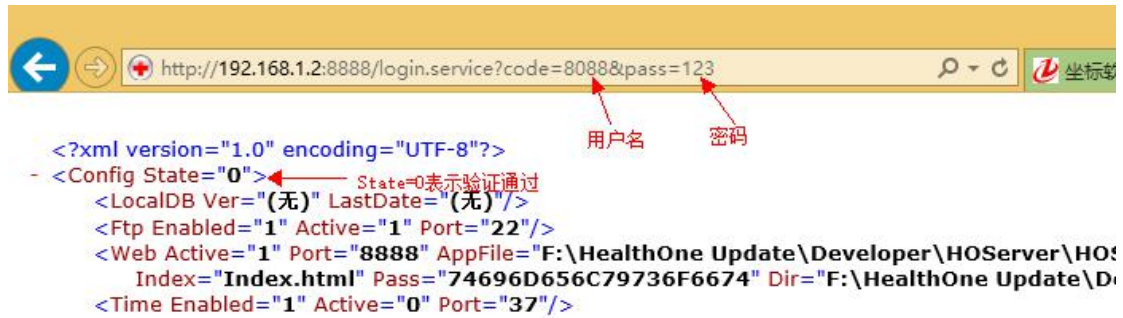 http://192.168.1.2:8888/login.service?code=8088&pass=123
坐标软
用户名
密码
<?xml version="1.0" encoding="UTF-8"?>
- <Config State="0">
State=0表示验证通过
<LocalDB Ver="(无)" LastDate="(无)"/>
<Ftp Enabled="1" Active="1" Port="22"/>
<Web Active="1" Port="8888" AppFile="F:\HealthOne Update\Developer\HOServer\HOS
Index="Index.html" Pass="74696D656C79736F6674" Dir="F:\HealthOne Update\De
<Time Enabled="1" Active="0" Port="37"/>